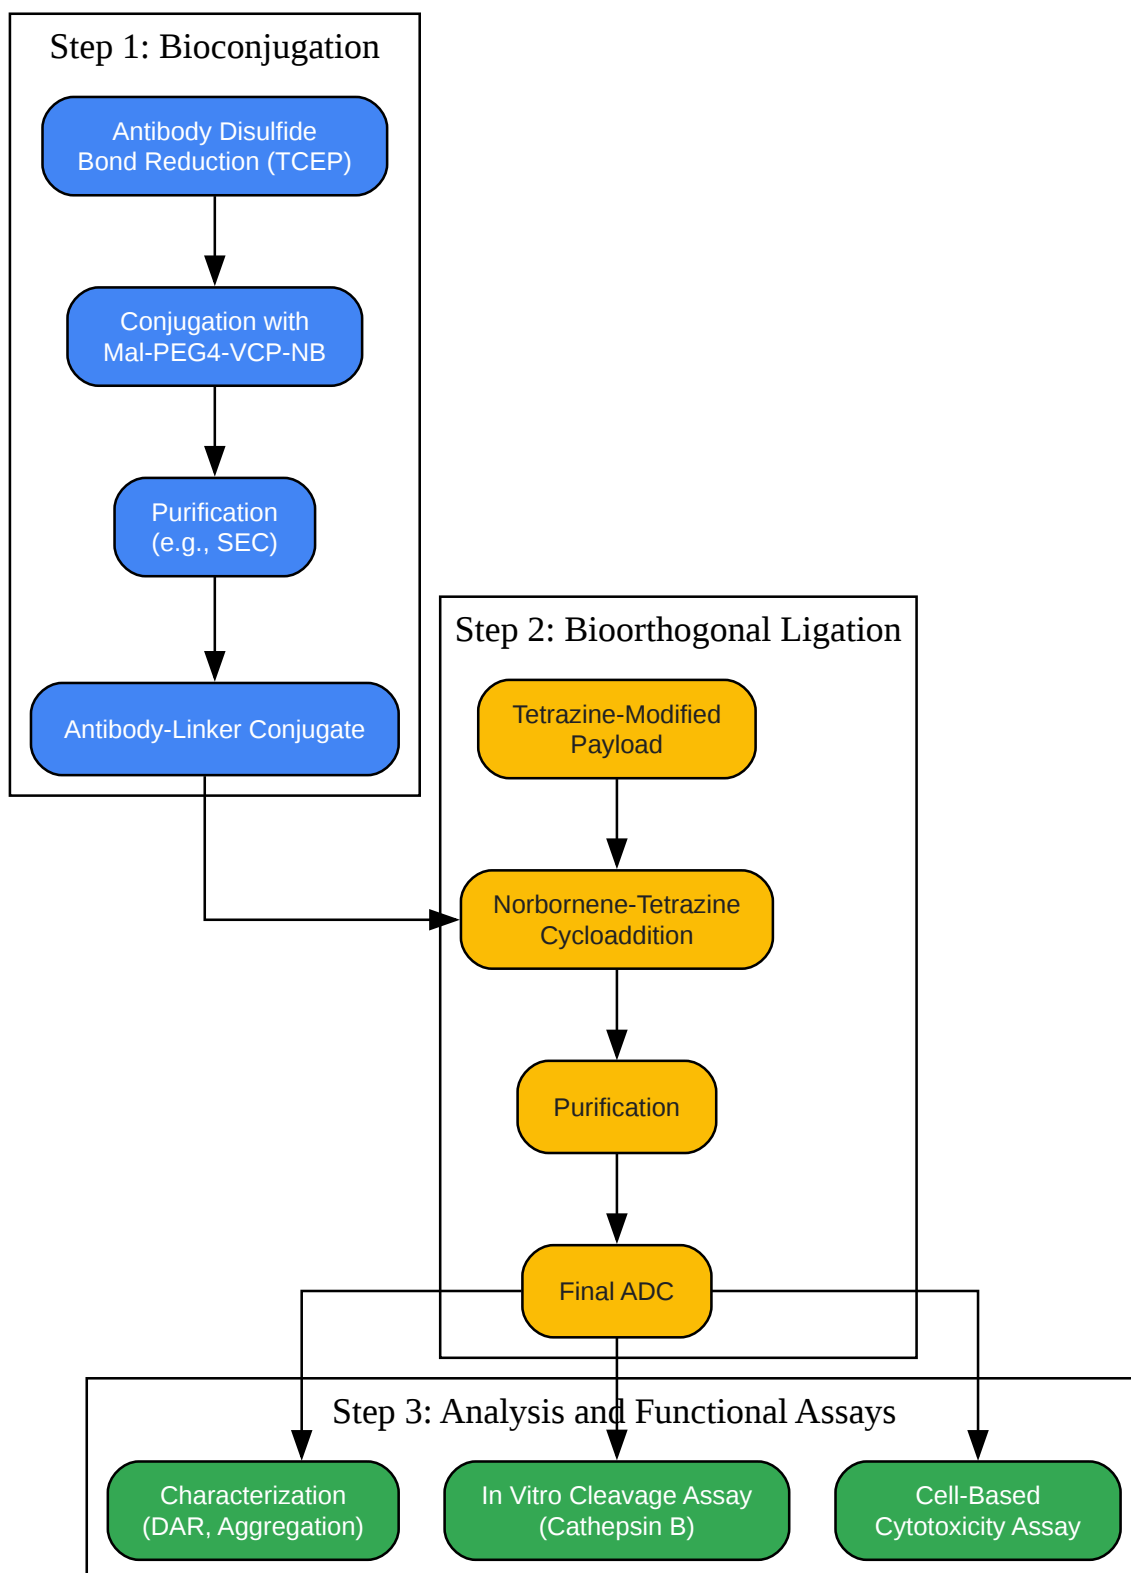 Step 1: Bioconjugation
Antibody Disulfide
Bond Reduction (TCEP)
Conjugation with
Mal-PEG4-VCP-NB
Purification
(e.g., SEC)
Antibody-Linker Conjugate
Step 2: Bioorthogonal Ligation
Tetrazine-Modified
Payload
Norbornene-Tetrazine
Cycloaddition
Purification
Final ADC
Step 3: Analysis and Functional Assays
Characterization
(DAR, Aggregation)
In Vitro Cleavage Assay
(Cathepsin B)
Cell-Based
Cytotoxicity Assay